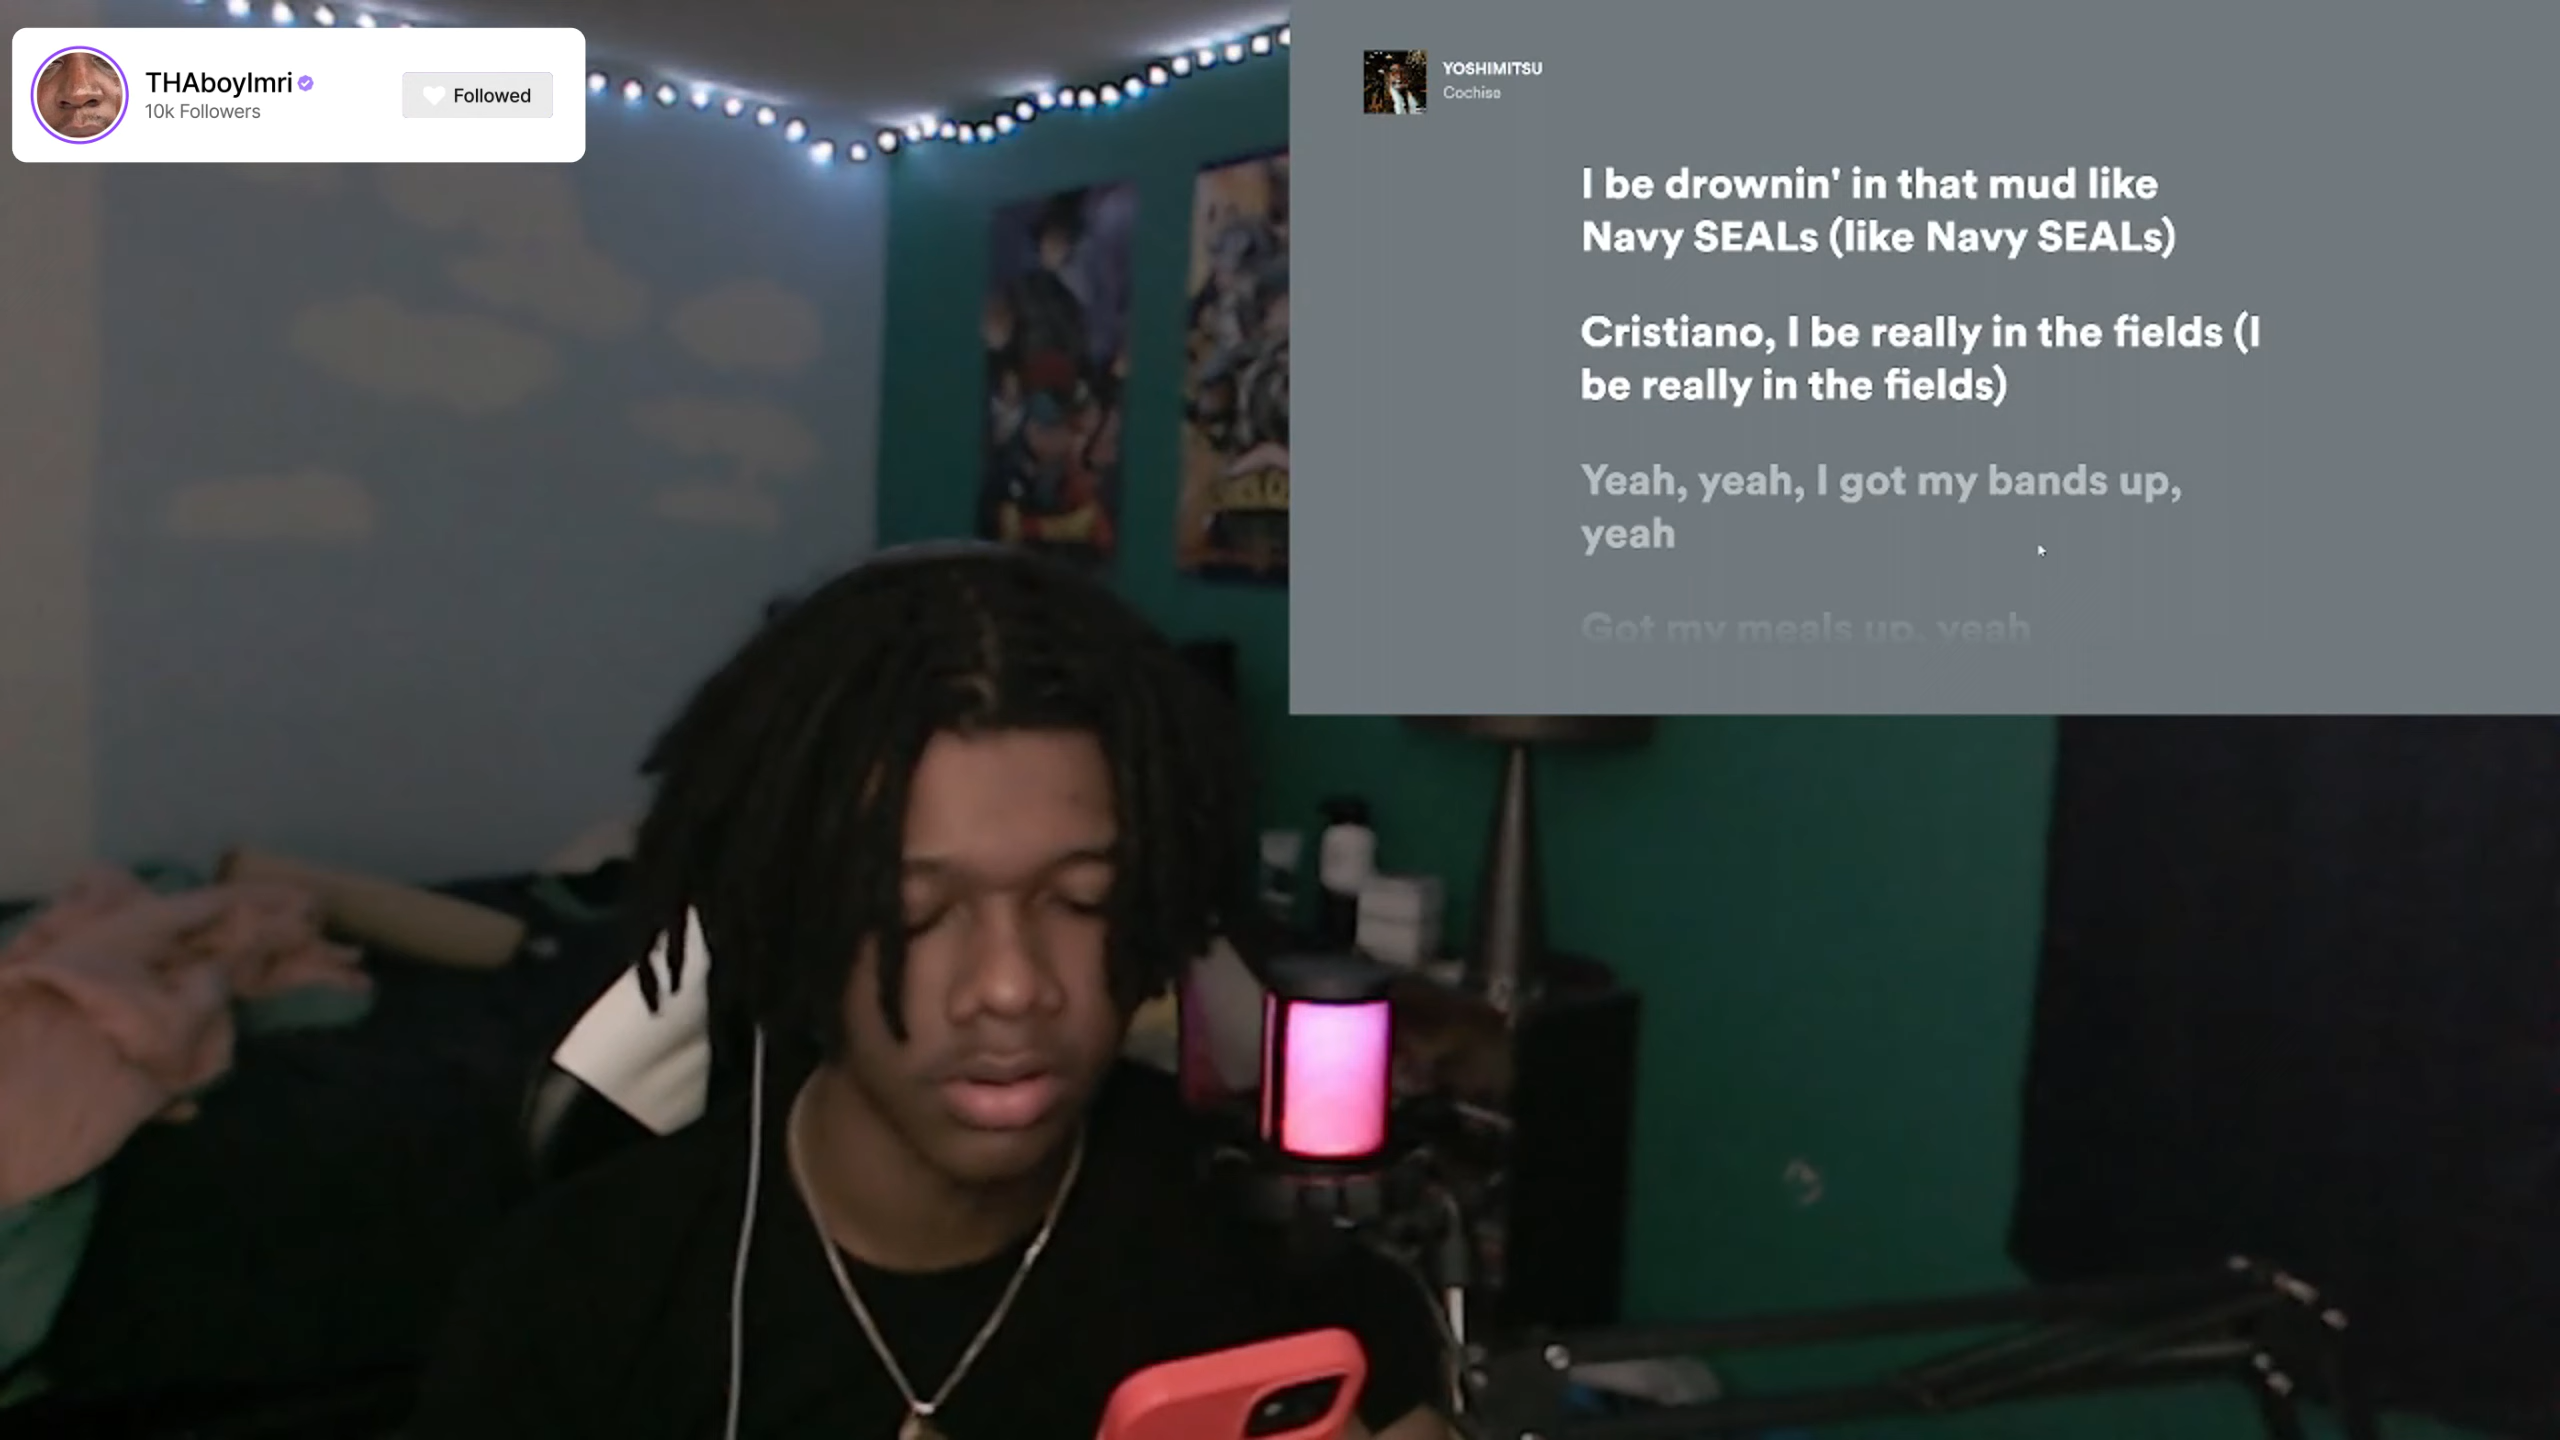 THAboyImri
10k Followers
Followed
YOSHIMITSU
Cochise
I be drownin' in that mud like
Navy SEALs (like Navy SEALs)
Cristiano, I be really in the fields (I
be really in the fields)
Yeah, yeah, I got my bands up,
yeah
Got my meals up, yeah